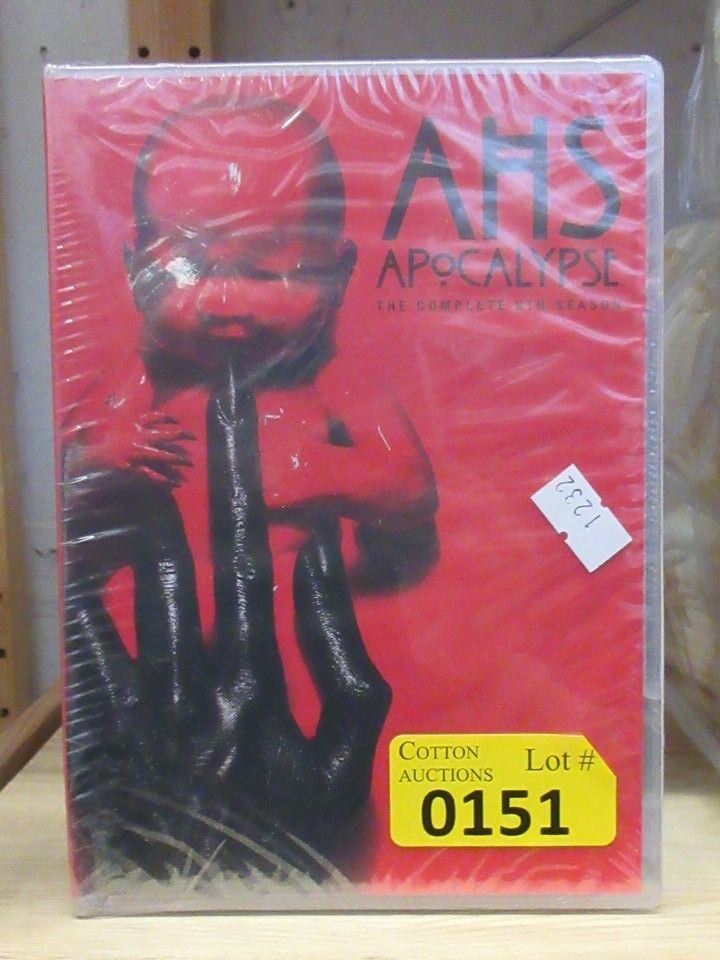 AHS
APOCALYPSE
THE COMPLETE 8TH SEASON
1232
COTTON
AUCTIONS
Lot #
0151